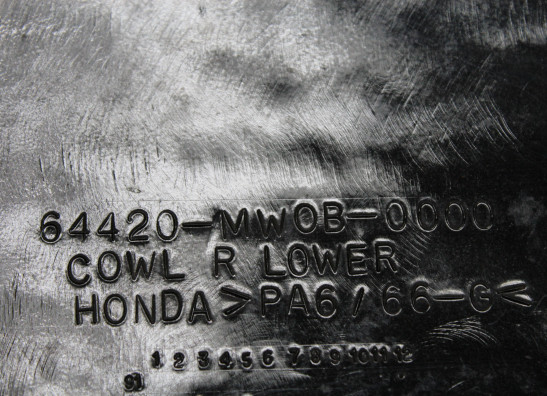 64420-MW0B-0000
COWL R LOWER
HONDA >PA6/66-G<
1 2 3 4 5 6 7 8 9 10 11 12
91